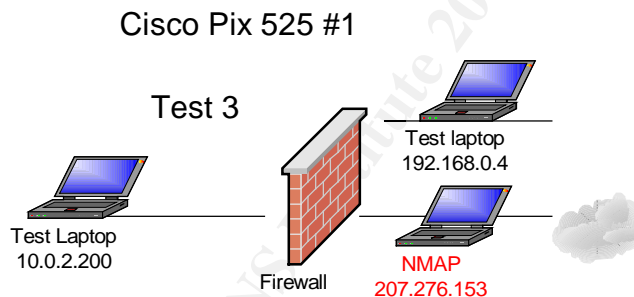 Cisco Pix 525 #1
Test 3
Test laptop
192.168.0.4
Test Laptop
10.0.2.200
Firewall
NMAP
207.276.153